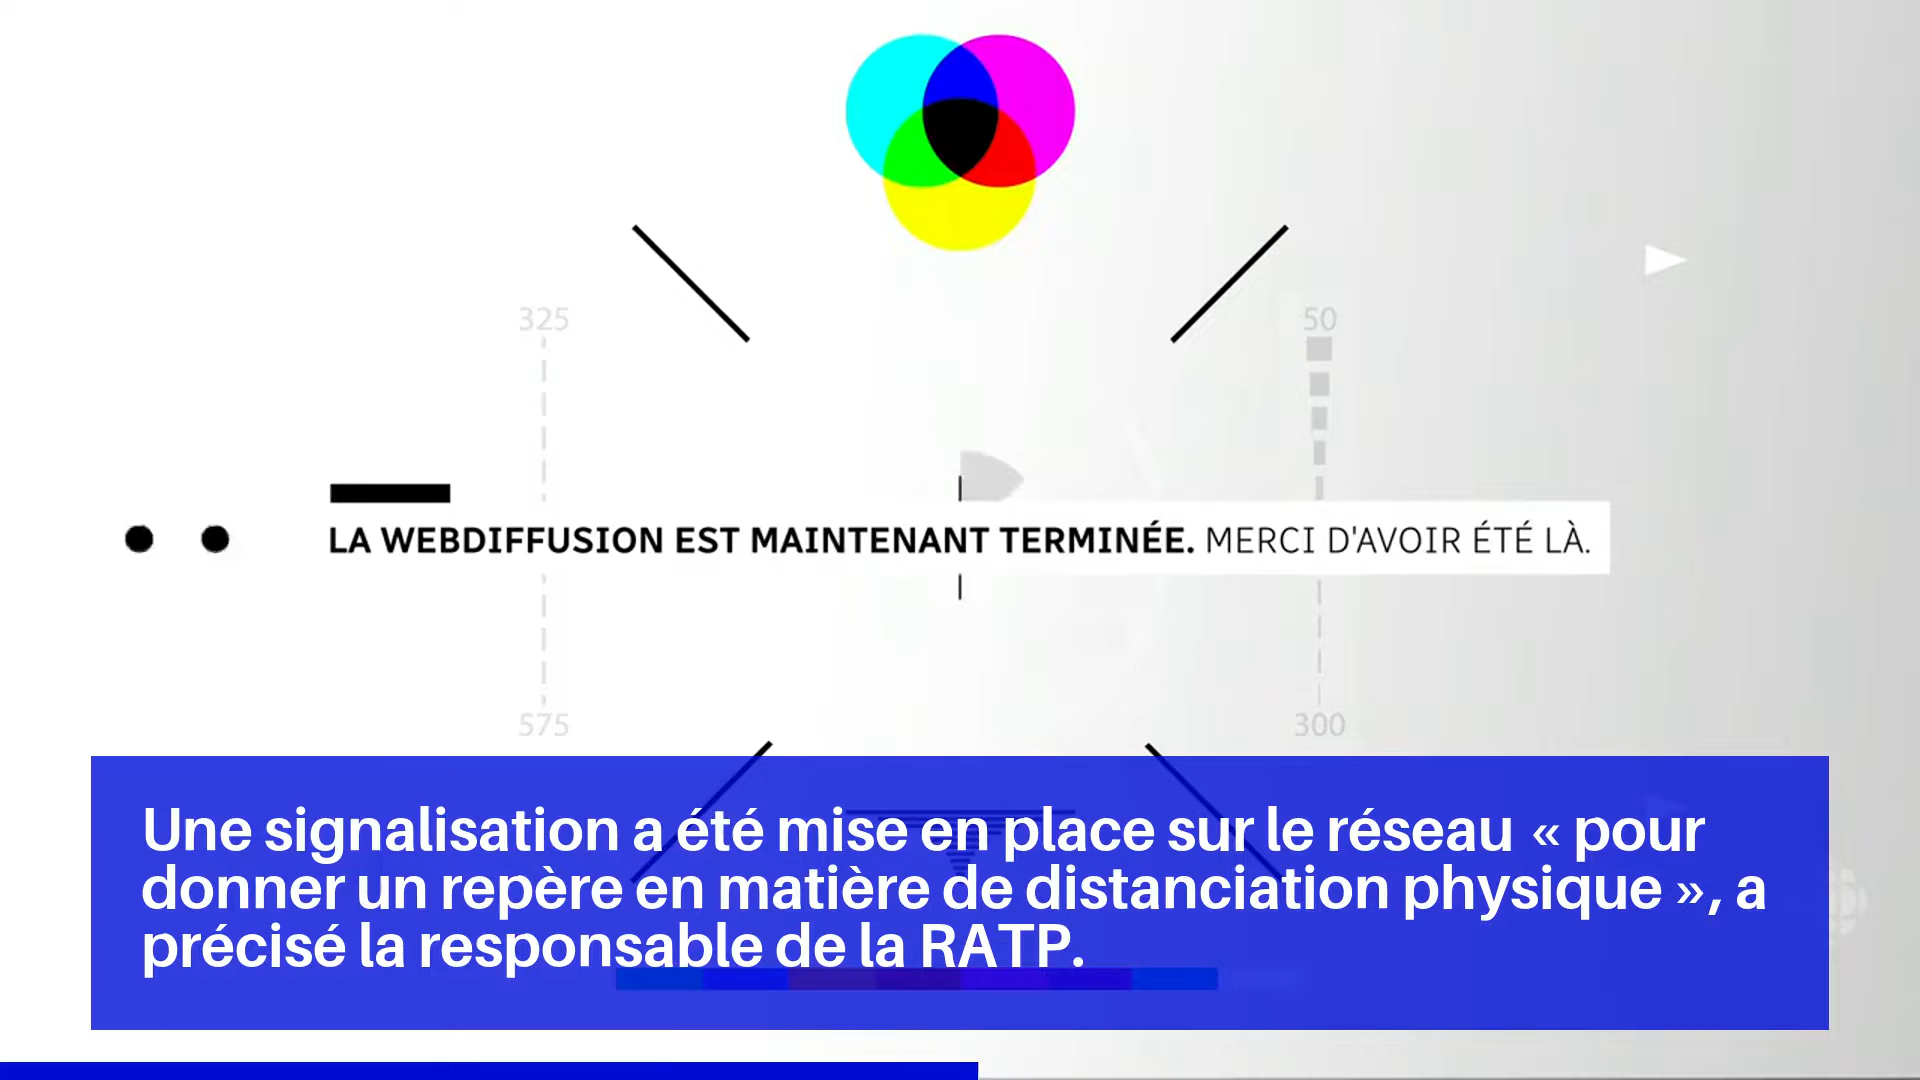 325
50
LA WEBDIFFUSION EST MAINTENANT TERMINÉE. MERCI D'AVOIR ÉTÉ LÀ.
575
300
Une signalisation a été mise en place sur le réseau « pour
donner un repère en matière de distanciation physique », a
précisé la responsable de la RATP.